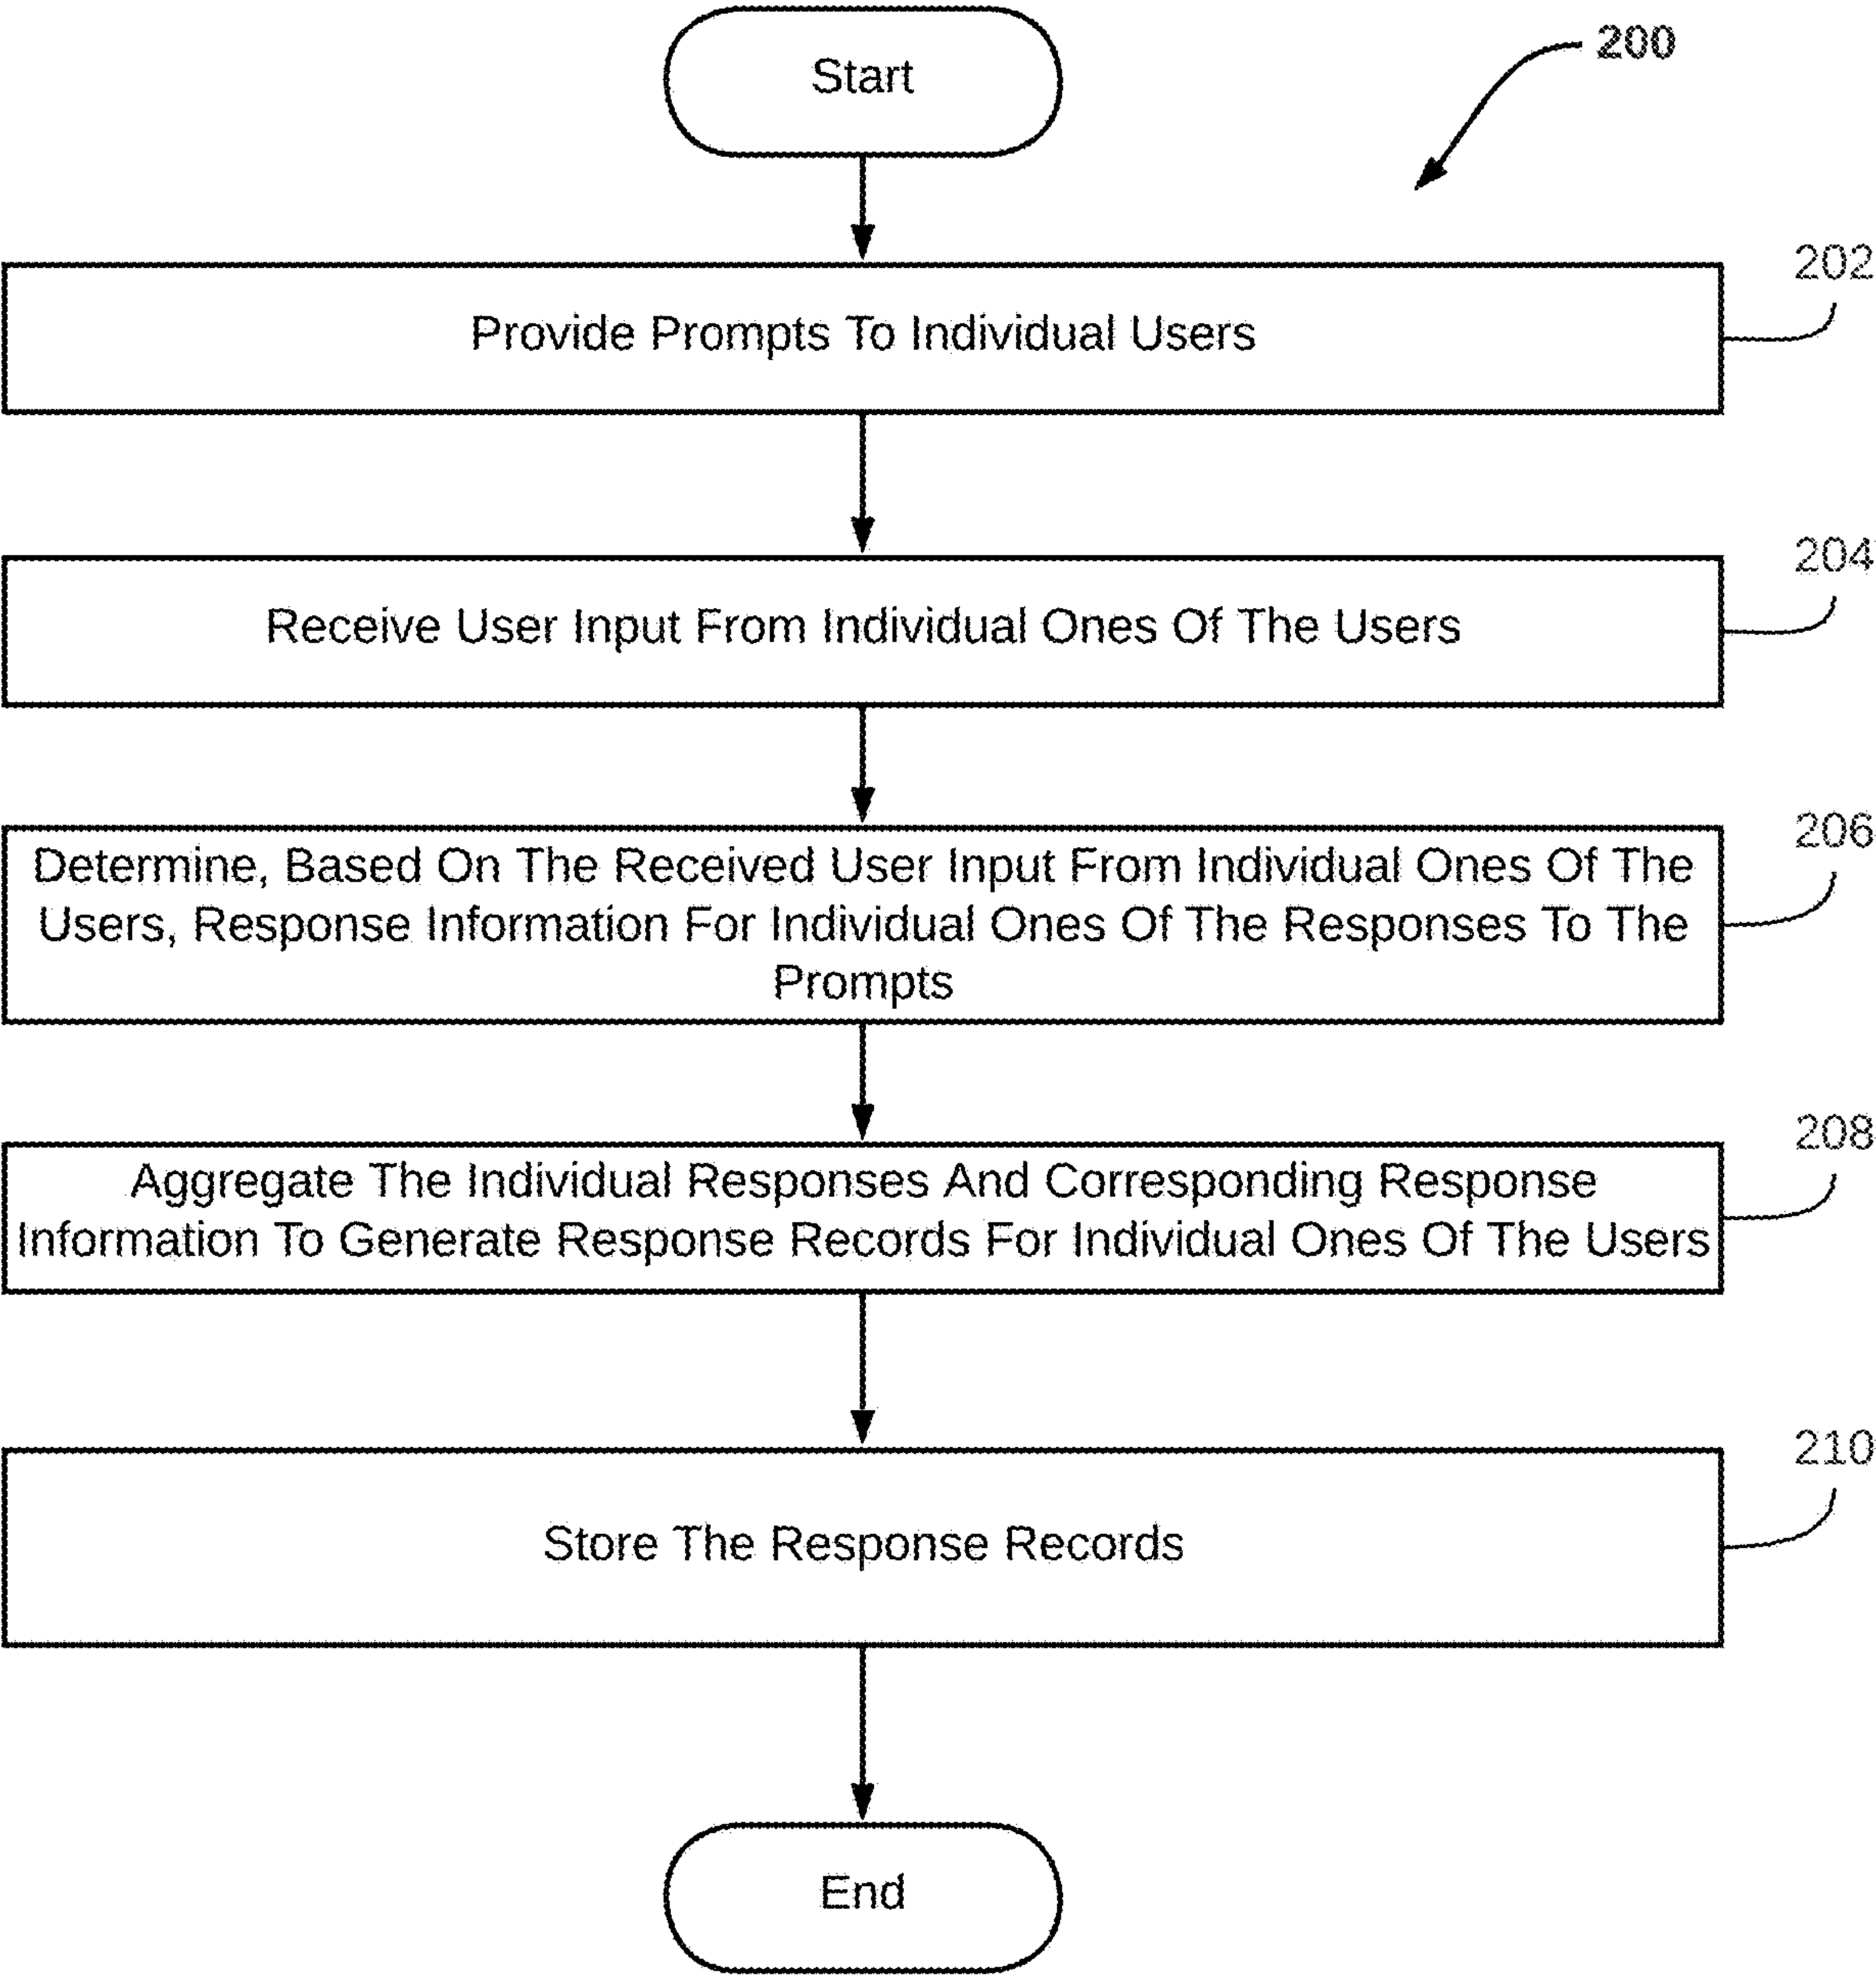 Start
200
202
Provide Prompts To Individual Users
204
Receive User Input From Individual Ones Of The Users
206
Determine, Based On The Received User Input From Individual Ones Of The
Users, Response Information For Individual Ones Of The Responses To The
Prompts
208
Aggregate The Individual Responses And Corresponding Response
Information To Generate Response Records For Individual Ones Of The Users
210
Store The Response Records
End